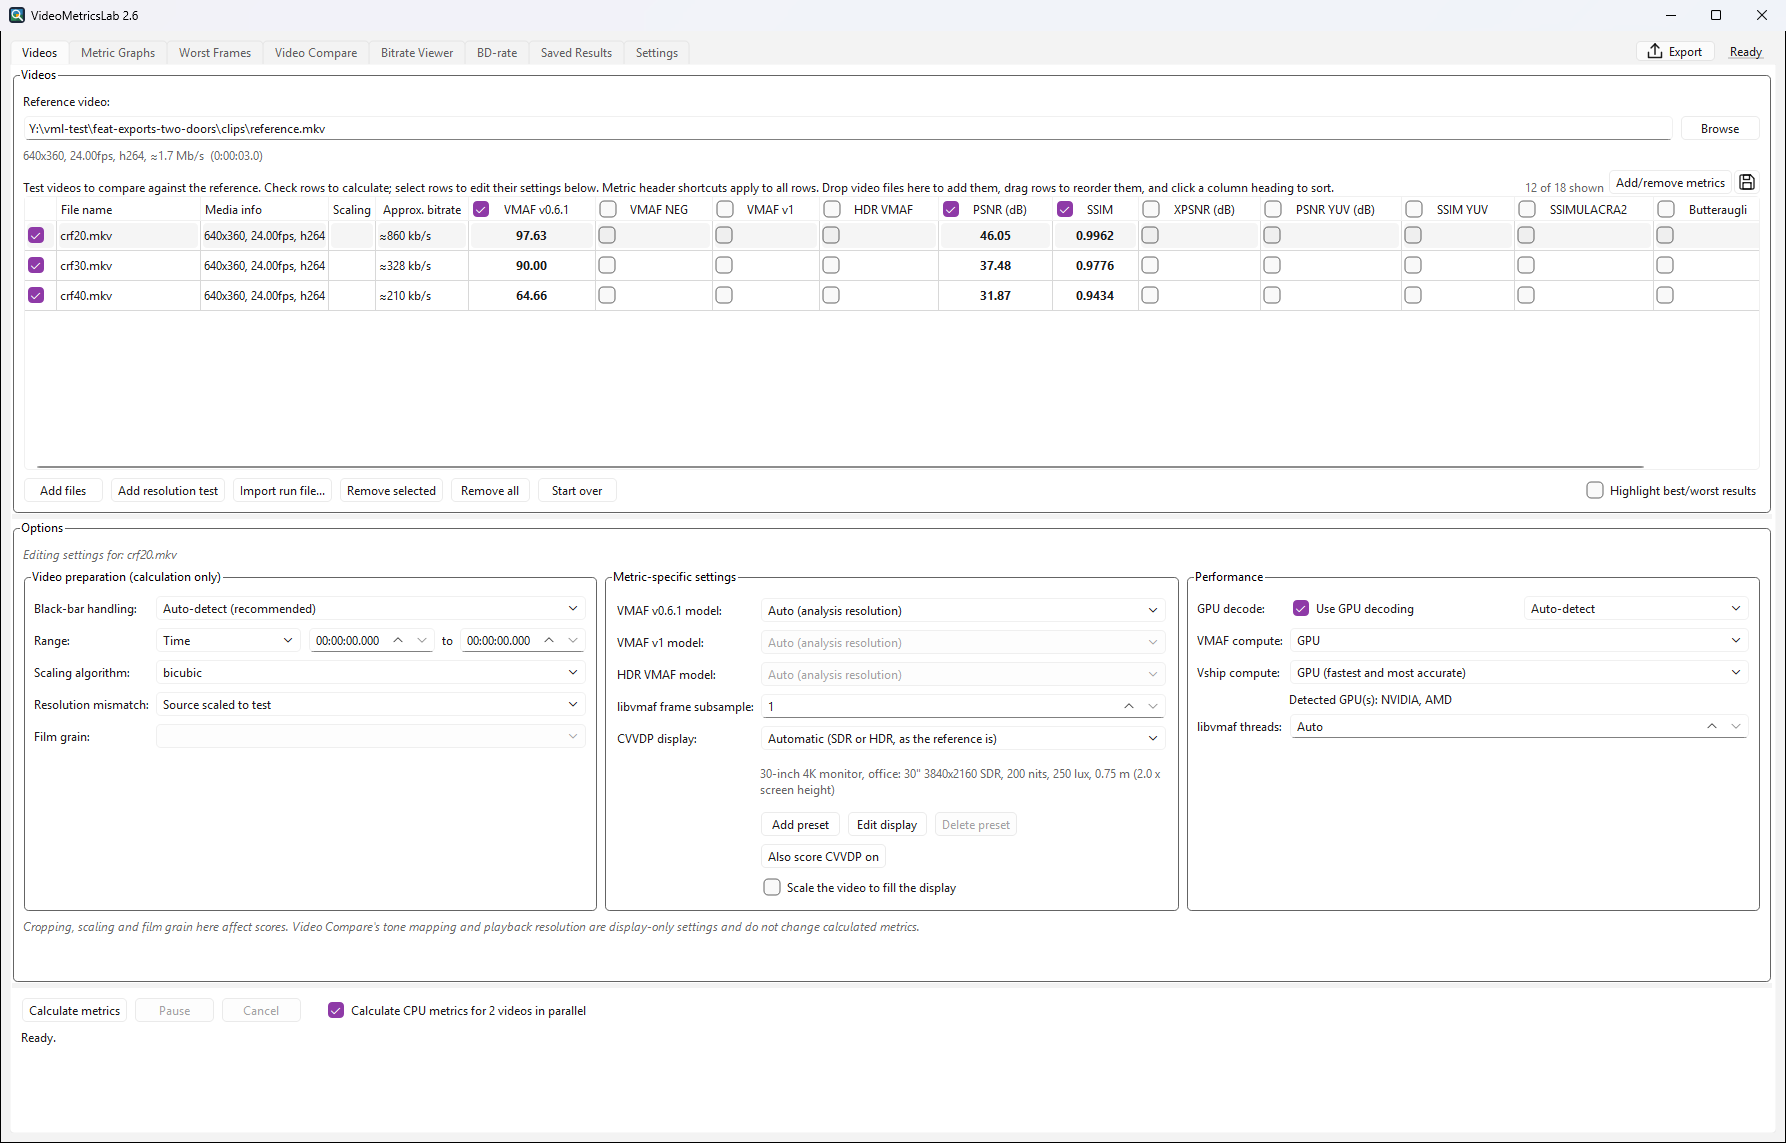 VideoMetricsLab 2.6
Videos Metric Graphs Worst Frames Video Compare Bitrate Viewer BD-rate Saved Results Settings Export Ready
Videos
Reference video:
Y:\vml-test\feat-exports-two-doors\clips\reference.mkv Browse
640x360, 24.00fps, h264, ≈1.7 Mb/s (0:00:03.0)
Test videos to compare against the reference. Check rows to calculate; select rows to edit their settings below. Metric header shortcuts apply to all rows. Drop video files here to add them, drag rows to reorder them, and click a column heading to sort. 12 of 18 shown Add/remove metrics
File name Media info Scaling Approx. bitrate VMAF v0.6.1 VMAF NEG VMAF v1 HDR VMAF PSNR (dB) SSIM XPSNR (dB) PSNR YUV (dB) SSIM YUV SSIMULACRA2 Butteraugli
crf20.mkv 640x360, 24.00fps, h264 ≈860 kb/s 97.63 46.05 0.9962
crf30.mkv 640x360, 24.00fps, h264 ≈328 kb/s 90.00 37.48 0.9776
crf40.mkv 640x360, 24.00fps, h264 ≈210 kb/s 64.66 31.87 0.9434
Add files Add resolution test Import run file... Remove selected Remove all Start over Highlight best/worst results
Options
Editing settings for: crf20.mkv
Video preparation (calculation only)
Black-bar handling: Auto-detect (recommended)
Range: Time 00:00:00.000 to 00:00:00.000
Scaling algorithm: bicubic
Resolution mismatch: Source scaled to test
Film grain:
Metric-specific settings
VMAF v0.6.1 model: Auto (analysis resolution)
VMAF v1 model: Auto (analysis resolution)
HDR VMAF model: Auto (analysis resolution)
libvmaf frame subsample: 1
CVVDP display: Automatic (SDR or HDR, as the reference is)
30-inch 4K monitor, office: 30" 3840x2160 SDR, 200 nits, 250 lux, 0.75 m (2.0 x
screen height)
Add preset Edit display Delete preset
Also score CVVDP on
Scale the video to fill the display
Performance
GPU decode: Use GPU decoding Auto-detect
VMAF compute: GPU
Vship compute: GPU (fastest and most accurate)
Detected GPU(s): NVIDIA, AMD
libvmaf threads: Auto
Cropping, scaling and film grain here affect scores. Video Compare's tone mapping and playback resolution are display-only settings and do not change calculated metrics.
Calculate metrics Pause Cancel Calculate CPU metrics for 2 videos in parallel
Ready.